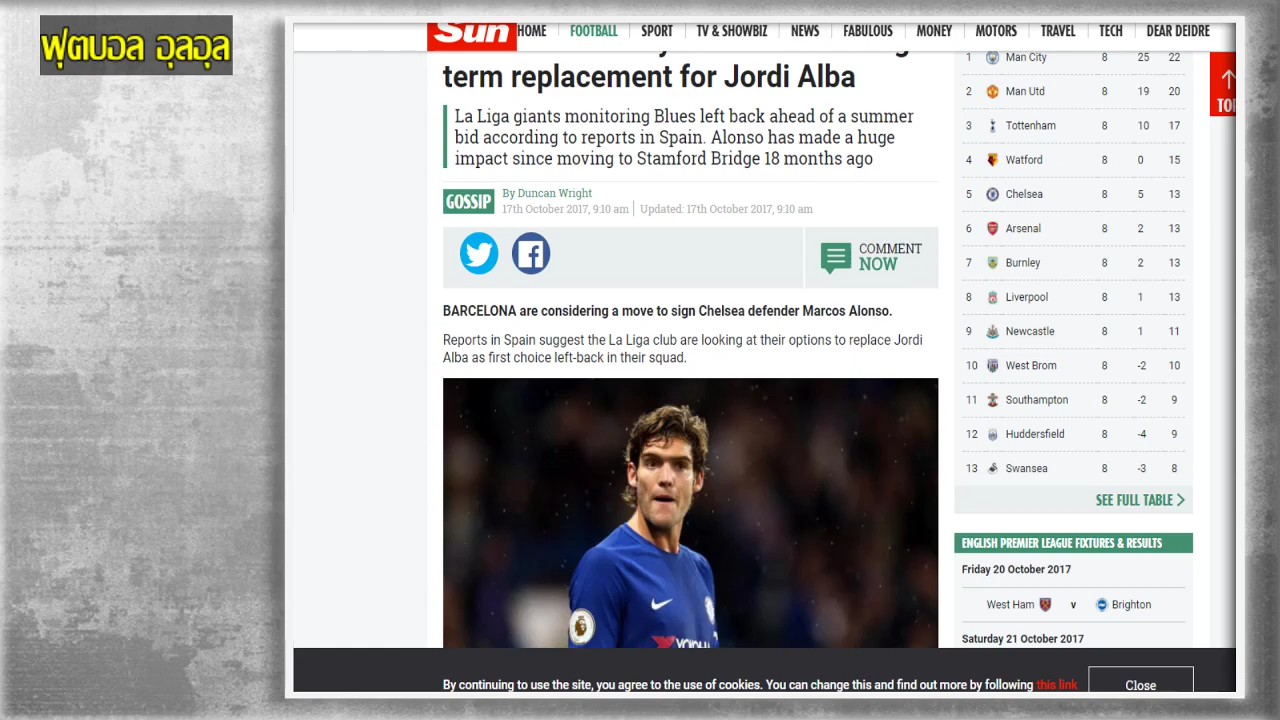 ฟุตบอล อุลอุล
Sun
HOME FOOTBALL SPORT TV & SHOWBIZ NEWS FABULOUS MONEY MOTORS TRAVEL TECH DEAR DEIDRE
term replacement for Jordi Alba
La Liga giants monitoring Blues left back ahead of a summer
bid according to reports in Spain. Alonso has made a huge
impact since moving to Stamford Bridge 18 months ago
GOSSIP
By Duncan Wright
17th October 2017, 9:10 am Updated: 17th October 2017, 9:10 am
COMMENT
NOW
BARCELONA are considering a move to sign Chelsea defender Marcos Alonso.
Reports in Spain suggest the La Liga club are looking at their options to replace Jordi
Alba as first choice left-back in their squad.
1 Man City 8 25 22
2 Man Utd 8 19 20
3 Tottenham 8 10 17
4 Watford 8 0 15
5 Chelsea 8 5 13
6 Arsenal 8 2 13
7 Burnley 8 2 13
8 Liverpool 8 1 13
9 Newcastle 8 1 11
10 West Brom 8 -2 10
11 Southampton 8 -2 9
12 Huddersfield 8 -4 9
13 Swansea 8 -3 8
SEE FULL TABLE
ENGLISH PREMIER LEAGUE FIXTURES & RESULTS
Friday 20 October 2017
West Ham v Brighton
Saturday 21 October 2017
By continuing to use the site, you agree to the use of cookies. You can change this and find out more by following this link
Close